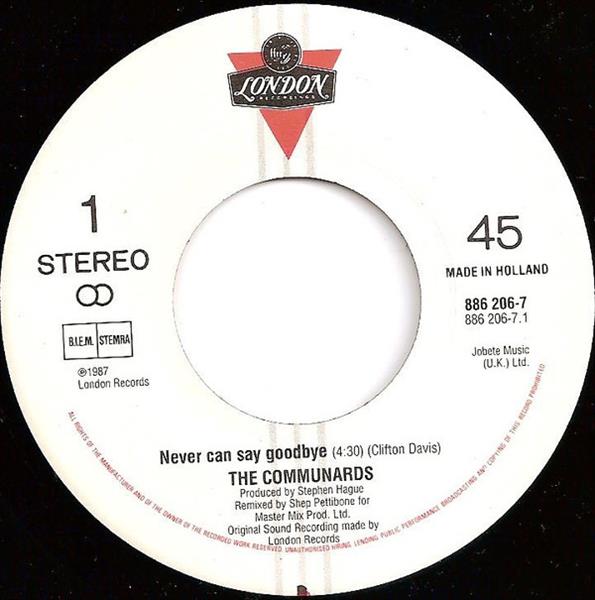 LONDON
RECORDINGS
1
STEREO
45
MADE IN HOLLAND
886 206-7
886 206-7.1
B.I.E.M. STEMRA
Jobete Music
(U.K.) Ltd.
℗1987
London Records
Never can say goodbye (4:30) (Clifton Davis)
THE COMMUNARDS
Produced by Stephen Hague
Remixed by Shep Pettibone for
Master Mix Prod. Ltd.
Original Sound Recording made by
London Records
ALL RIGHTS OF THE MANUFACTURER AND OF THE OWNER OF THE RECORDED WORK RESERVED. UNAUTHORISED HIRING, LENDING, PUBLIC PERFORMANCE, BROADCASTING AND COPYING OF THIS RECORD PROHIBITED